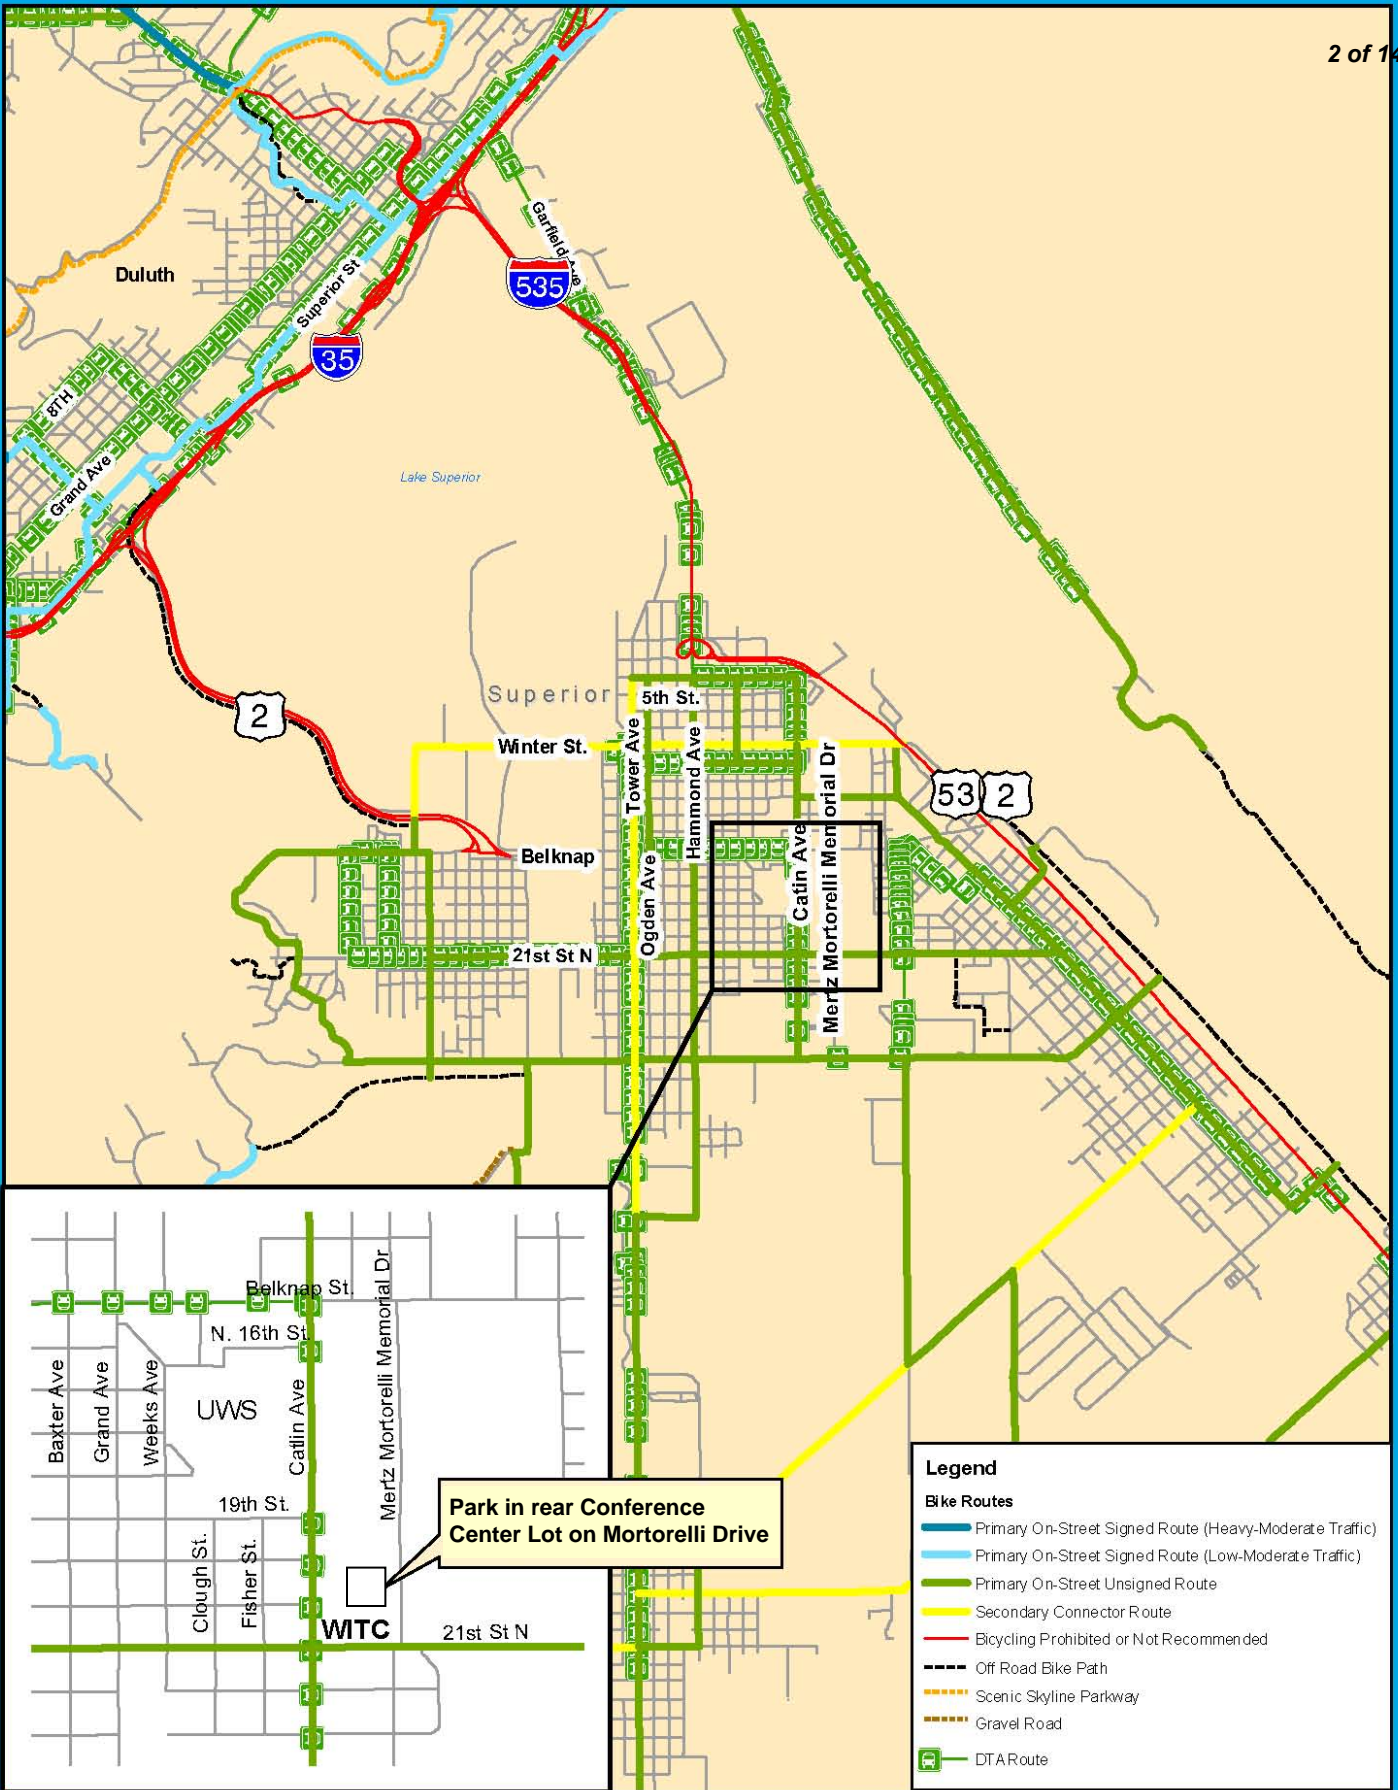 2 of 14
Duluth
Garfield Ave
535
Superior St
35
8TH
Grand Ave
Lake Superior
Superior
5th St.
2
Winter St.
Tower Ave
Hammond Ave
Mertz Mortorelli Memorial Dr
53
2
Belknap
Catin Ave
Ogden Ave
21st St N
Belknap St.
N. 16th St.
Mertz Mortorelli Memorial Dr
Baxter Ave
Grand Ave
Weeks Ave
UWS
Catlin Ave
19th St.
Clough St.
Fisher St.
WITC
21st St N
Park in rear Conference
Center Lot on Mortorelli Drive
Legend
Bike Routes
Primary On-Street Signed Route (Heavy-Moderate Traffic)
Primary On-Street Signed Route (Low-Moderate Traffic)
Primary On-Street Unsigned Route
Secondary Connector Route
Bicycling Prohibited or Not Recommended
Off Road Bike Path
Scenic Skyline Parkway
Gravel Road
DTA Route